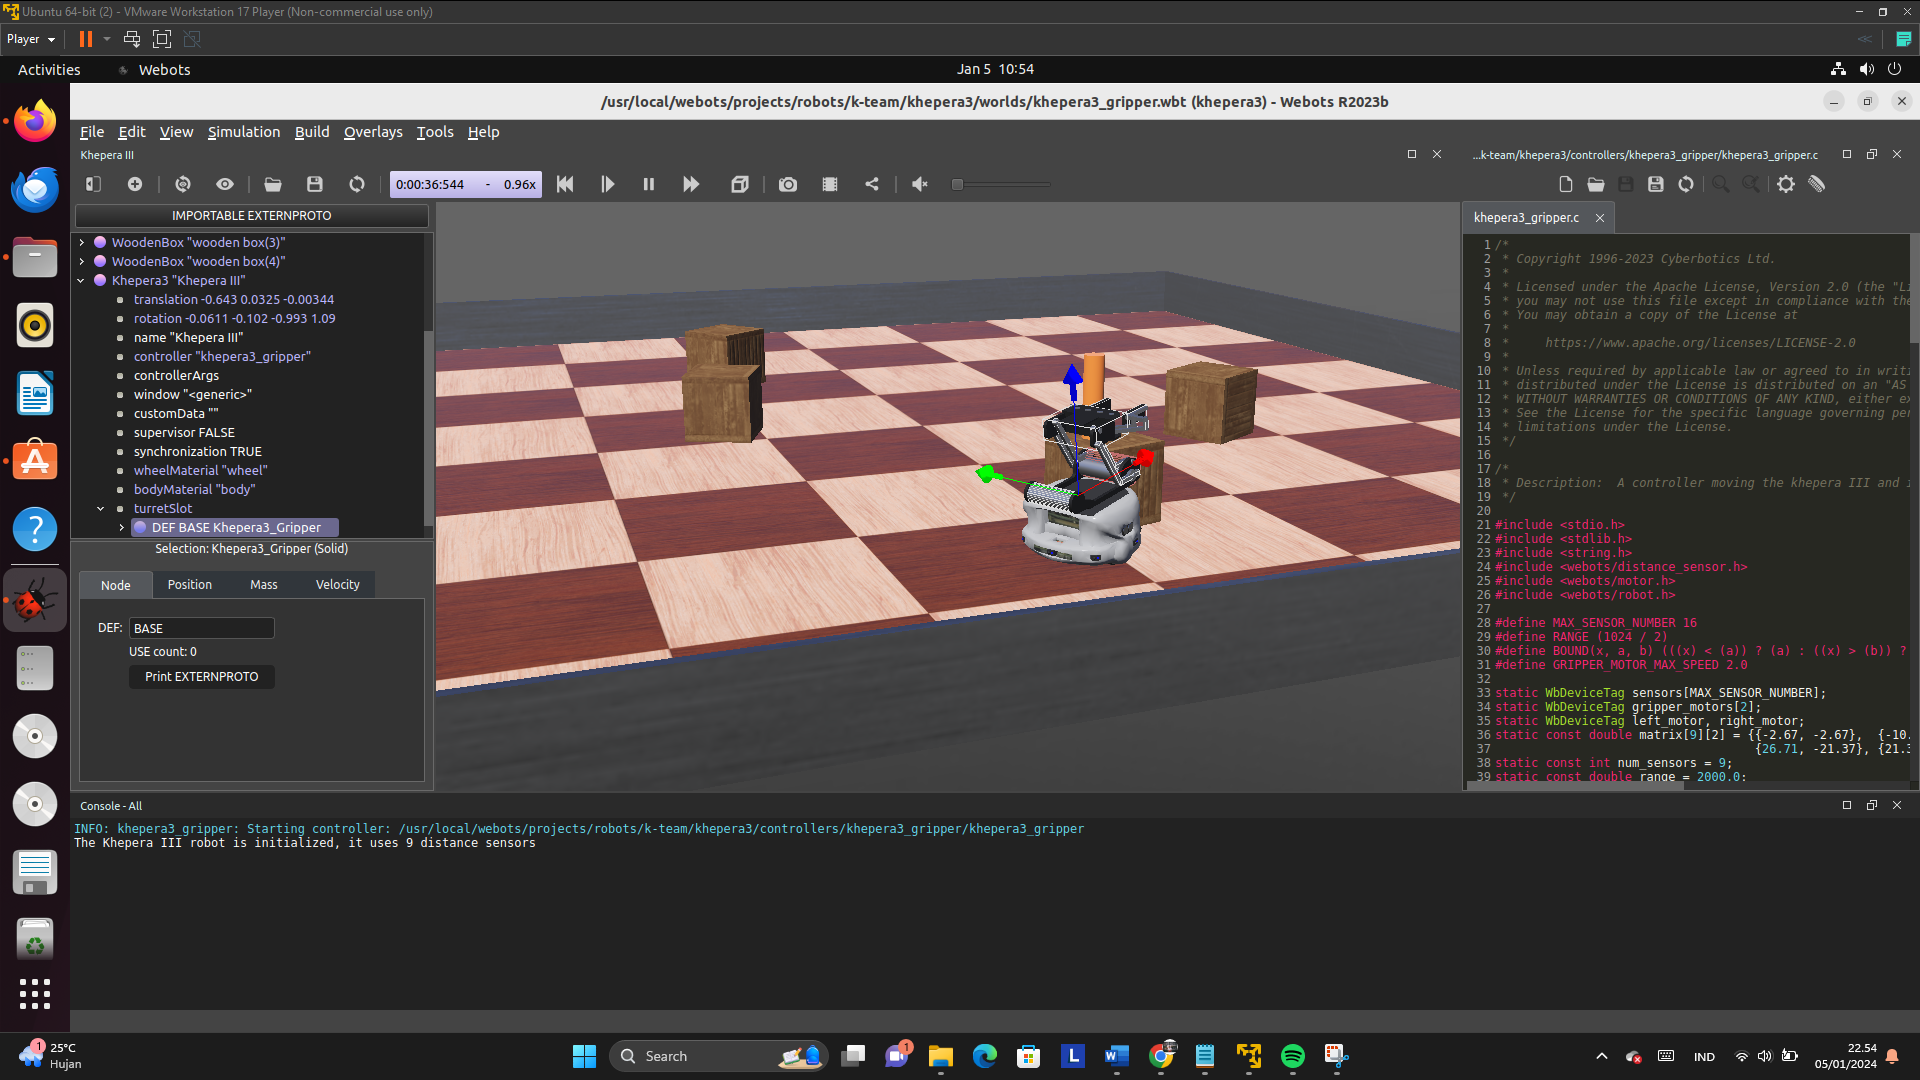 Ubuntu 64-bit (2) - VMware Workstation 17 Player (Non-commercial use only)
Player
Activities
Webots
Jan 5 10:54
/usr/local/webots/projects/robots/k-team/khepera3/worlds/khepera3_gripper.wbt (khepera3) - Webots R2023b
File Edit View Simulation Build Overlays Tools Help
Khepera III
...k-team/khepera3/controllers/khepera3_gripper/khepera3_gripper.c
0:00:36:544 - 0.96x
IMPORTABLE EXTERNPROTO
WoodenBox "wooden box(3)"
WoodenBox "wooden box(4)"
Khepera3 "Khepera III"
translation -0.643 0.0325 -0.00344
rotation -0.0611 -0.102 -0.993 1.09
name "Khepera III"
controller "khepera3_gripper"
controllerArgs
window "<generic>"
customData ""
supervisor FALSE
synchronization TRUE
wheelMaterial "wheel"
bodyMaterial "body"
turretSlot
DEF BASE Khepera3_Gripper
Selection: Khepera3_Gripper (Solid)
Node Position Mass Velocity
DEF: BASE
USE count: 0
Print EXTERNPROTO
khepera3_gripper.c
1 /*
2 * Copyright 1996-2023 Cyberbotics Ltd.
3 *
4 * Licensed under the Apache License, Version 2.0 (the "Li
5 * you may not use this file except in compliance with the
6 * You may obtain a copy of the License at
7 *
8 * https://www.apache.org/licenses/LICENSE-2.0
9 *
10 * Unless required by applicable law or agreed to in writi
11 * distributed under the License is distributed on an "AS
12 * WITHOUT WARRANTIES OR CONDITIONS OF ANY KIND, either ex
13 * See the License for the specific language governing per
14 * limitations under the License.
15 */
16
17 /*
18 * Description: A controller moving the khepera III and i
19 */
20
21 #include <stdio.h>
22 #include <stdlib.h>
23 #include <string.h>
24 #include <webots/distance_sensor.h>
25 #include <webots/motor.h>
26 #include <webots/robot.h>
27
28 #define MAX_SENSOR_NUMBER 16
29 #define RANGE (1024 / 2)
30 #define BOUND(x, a, b) (((x) < (a)) ? (a) : ((x) > (b)) ?
31 #define GRIPPER_MOTOR_MAX_SPEED 2.0
32
33 static WbDeviceTag sensors[MAX_SENSOR_NUMBER];
34 static WbDeviceTag gripper_motors[2];
35 static WbDeviceTag left_motor, right_motor;
36 static const double matrix[9][2] = {{-2.67, -2.67}, {-10.
37 {26.71, -21.37}, {21.3
38 static const int num_sensors = 9;
39 static const double range = 2000.0;
Console - All
INFO: khepera3_gripper: Starting controller: /usr/local/webots/projects/robots/k-team/khepera3/controllers/khepera3_gripper/khepera3_gripper
The Khepera III robot is initialized, it uses 9 distance sensors
1
25°C
Hujan
Search
1
L
IND
22.54
05/01/2024